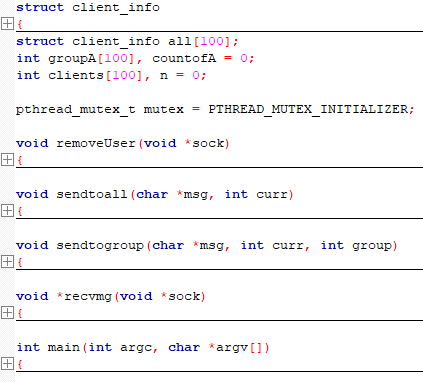 struct client_info
{
struct client_info all[100];
int groupA[100], countofA = 0;
int clients[100], n = 0;
pthread_mutex_t mutex = PTHREAD_MUTEX_INITIALIZER;
void removeUser(void *sock)
{
void sendtoall(char *msg, int curr)
{
void sendtogroup(char *msg, int curr, int group)
{
void *recvmg(void *sock)
{
int main(int argc, char *argv[])
{